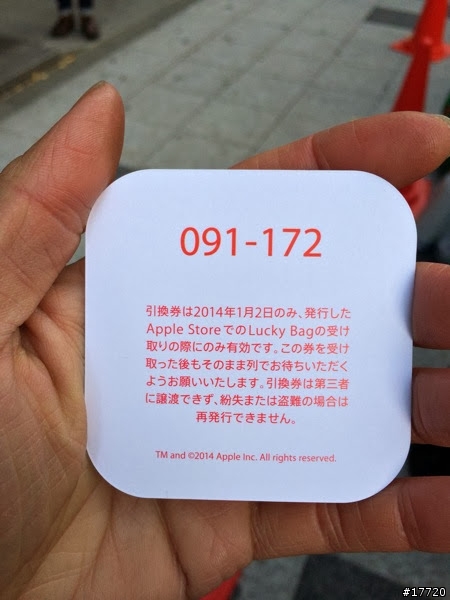 091-172
引換券は2014年1月2日のみ、発行した
Apple StoreでのLucky Bagの受け
取りの際にのみ有効です。この券を受け
取った後もそのまま列でお待ちいただく
ようお願いいたします。引換券は第三者
に譲渡できず、紛失または盗難の場合は
再発行できません。
TM and ©2014 Apple Inc. All rights reserved.
#17720